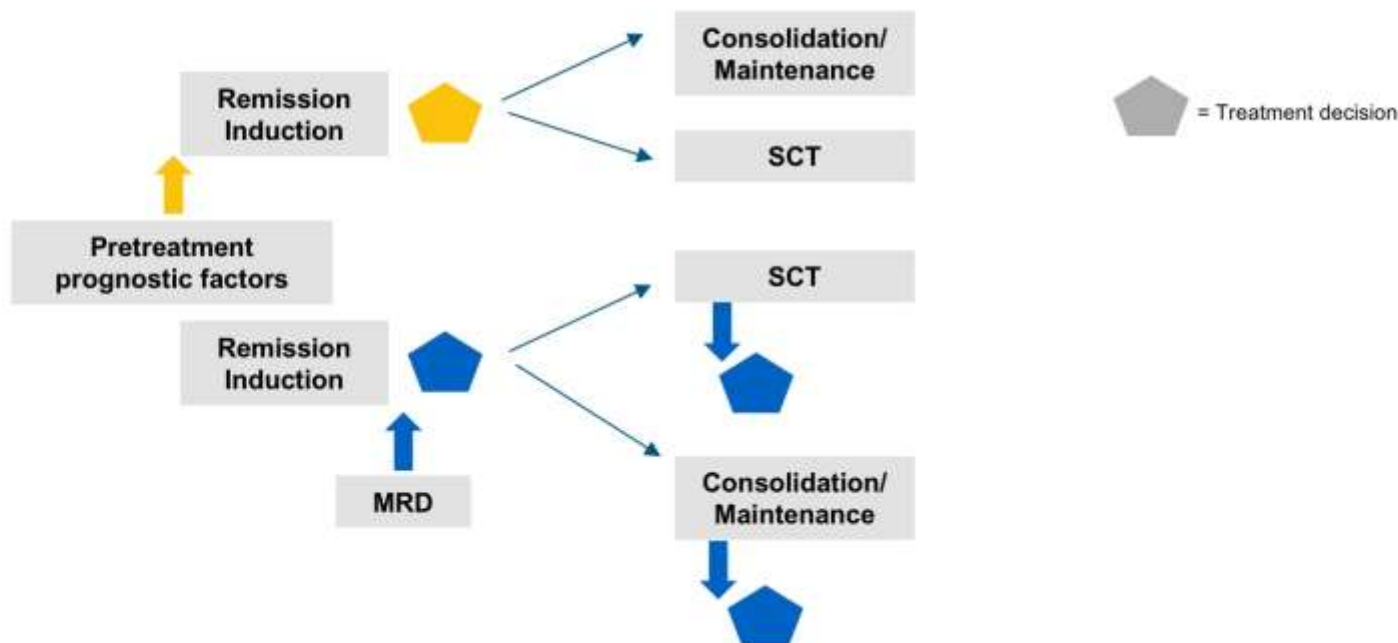 Consolidation/
Maintenance
Remission
Induction
= Treatment decision
SCT
Pretreatment
prognostic factors
SCT
Remission
Induction
Consolidation/
Maintenance
MRD